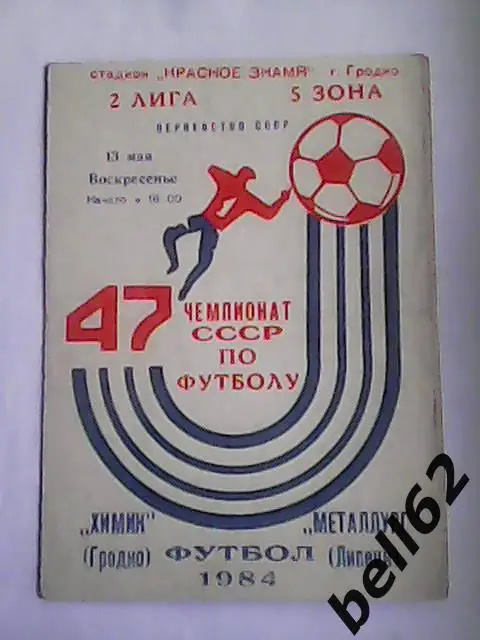 стадион „КРАСНОЕ ЗНАМЯ" г. Гродно
2 ЛИГА 5 ЗОНА
ПЕРВЕНСТВО СССР
13 мая
Воскресенье
Начало в 18-00
47 ЧЕМПИОНАТ
СССР
ПО
ФУТБОЛУ
„ХИМИК" „МЕТАЛЛУРГ"
(Гродно) ФУТБОЛ
1984
bell62